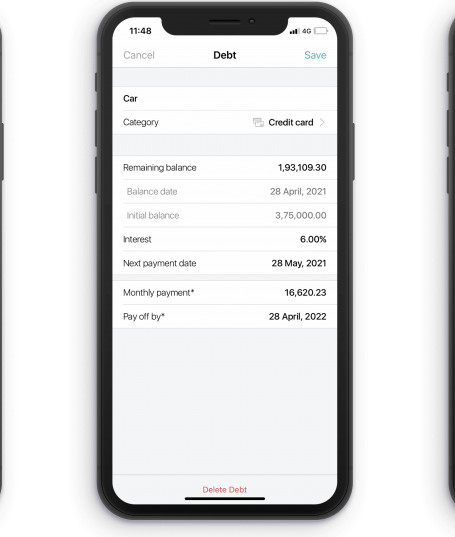 11:48 4G
Cancel Debt Save
Car
Category Credit card
Remaining balance 1,93,109.30
Balance date 28 April, 2021
Initial balance 3,75,000.00
Interest 6.00%
Next payment date 28 May, 2021
Monthly payment* 16,620.23
Pay off by* 28 April, 2022
Delete Debt